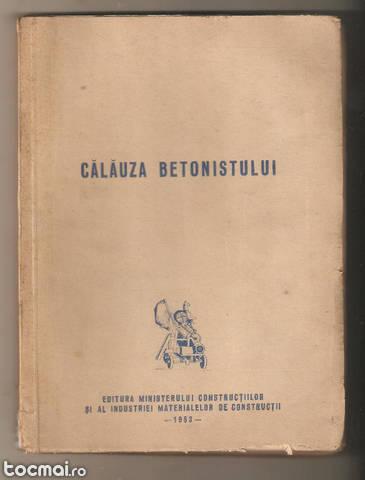 CĂLĂUZA BETONISTULUI
EDITURA MINISTERULUI CONSTRUCȚIILOR
ȘI AL INDUSTRIEI MATERIALELOR DE CONSTRUCȚII
—1953—
tocmai.ro